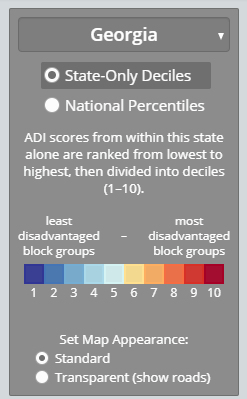 Georgia
State-Only Deciles
National Percentiles
ADI scores from within this state
alone are ranked from lowest to
highest, then divided into deciles
(1–10).
least most
disadvantaged – disadvantaged
block groups block groups
1 2 3 4 5 6 7 8 9 10
Set Map Appearance:
Standard
Transparent (show roads)